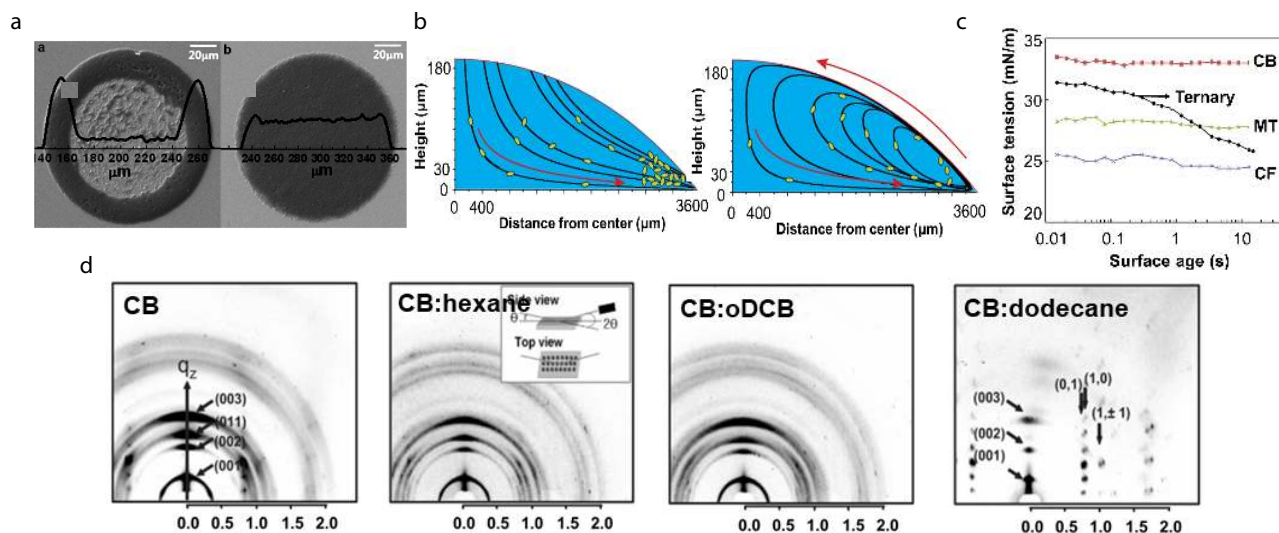 a
a
20μm
b
20μm
140 160 180 200 220 240 260
μm
240 260 280 300 320 340 360
μm
b
180
30
0
Height (μm)
0 400 3600
Distance from center (μm)
180
30
0
Height (μm)
0 400 3600
Distance from center (μm)
c
35
30
25
20
Surface tension (mN/m)
CB
Ternary
MT
CF
0.01 0.1 1 10
Surface age (s)
d
CB
qz
(003)
(011)
(002)
(001)
0.0 0.5 1.0 1.5 2.0
CB:hexane
Side view
θ
2θ
Top view
0.0 0.5 1.0 1.5 2.0
CB:oDCB
0.0 0.5 1.0 1.5 2.0
CB:dodecane
(0,1) (1,0)
(1,± 1)
(003)
(002)
(001)
0.0 0.5 1.0 1.5 2.0